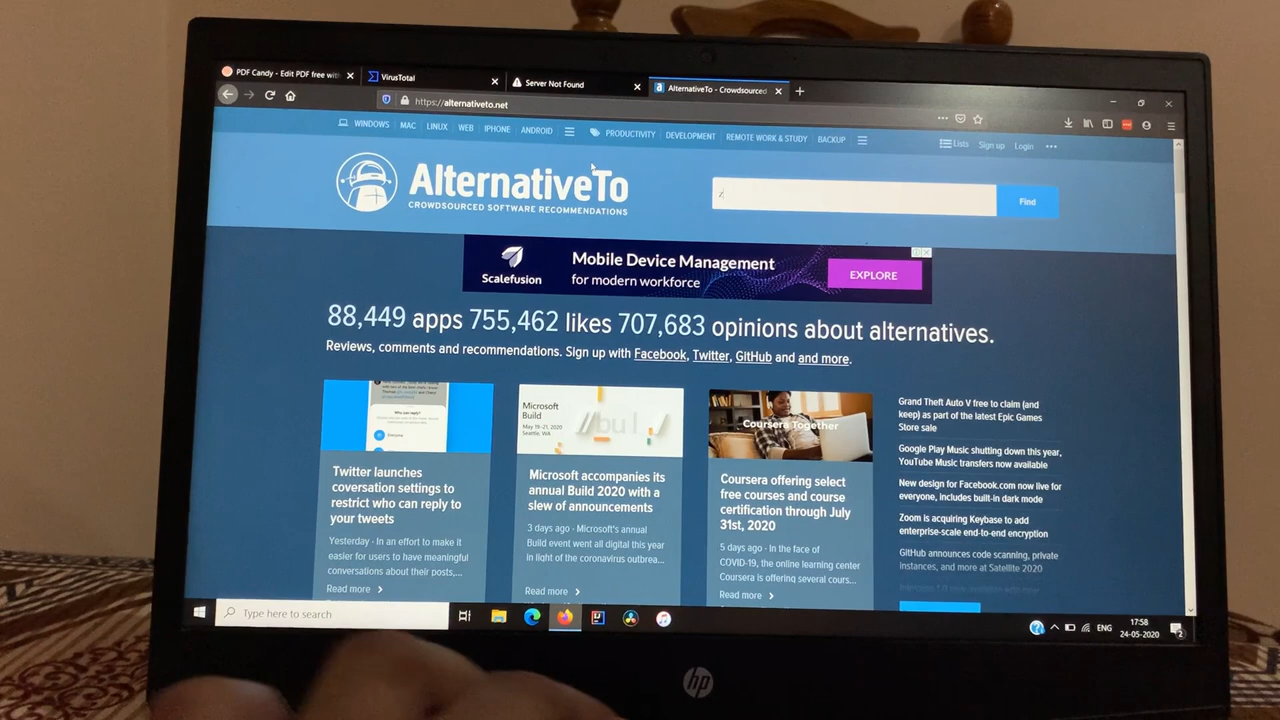 PDF Candy - Edit PDF free with
VirusTotal
Server Not Found
AlternativeTo - Crowdsourced
https://alternativeto.net
WINDOWS MAC LINUX WEB IPHONE ANDROID PRODUCTIVITY DEVELOPMENT REMOTE WORK & STUDY BACKUP Lists Sign up Login
AlternativeTo
CROWDSOURCED SOFTWARE RECOMMENDATIONS
Find
Scalefusion
Mobile Device Management
for modern workforce
EXPLORE
88,449 apps 755,462 likes 707,683 opinions about alternatives.
Reviews, comments and recommendations. Sign up with Facebook, Twitter, GitHub and and more.
Who can reply?
Everyone
Twitter launches
coversation settings to
restrict who can reply to
your tweets
Yesterday - In an effort to make it
easier for users to have meaningful
conversations about their posts,...
Read more
Microsoft
Build
May 19-21, 2020
Seattle, WA
Microsoft accompanies its
annual Build 2020 with a
slew of announcements
3 days ago - Microsoft's annual
Build event went all digital this year
in light of the coronavirus outbrea...
Read more
Coursera Together
Coursera offering select
free courses and course
certification through July
31st, 2020
5 days ago - In the face of
COVID-19, the online learning center
Coursera is offering several cours...
Read more
Grand Theft Auto V free to claim (and
keep) as part of the latest Epic Games
Store sale
Google Play Music shutting down this year,
YouTube Music transfers now available
New design for Facebook.com now live for
everyone, includes built-in dark mode
Zoom is acquiring Keybase to add
enterprise-scale end-to-end encryption
GitHub announces code scanning, private
instances, and more at Satellite 2020
Type here to search
ENG
17:58
24-05-2020
2
hp